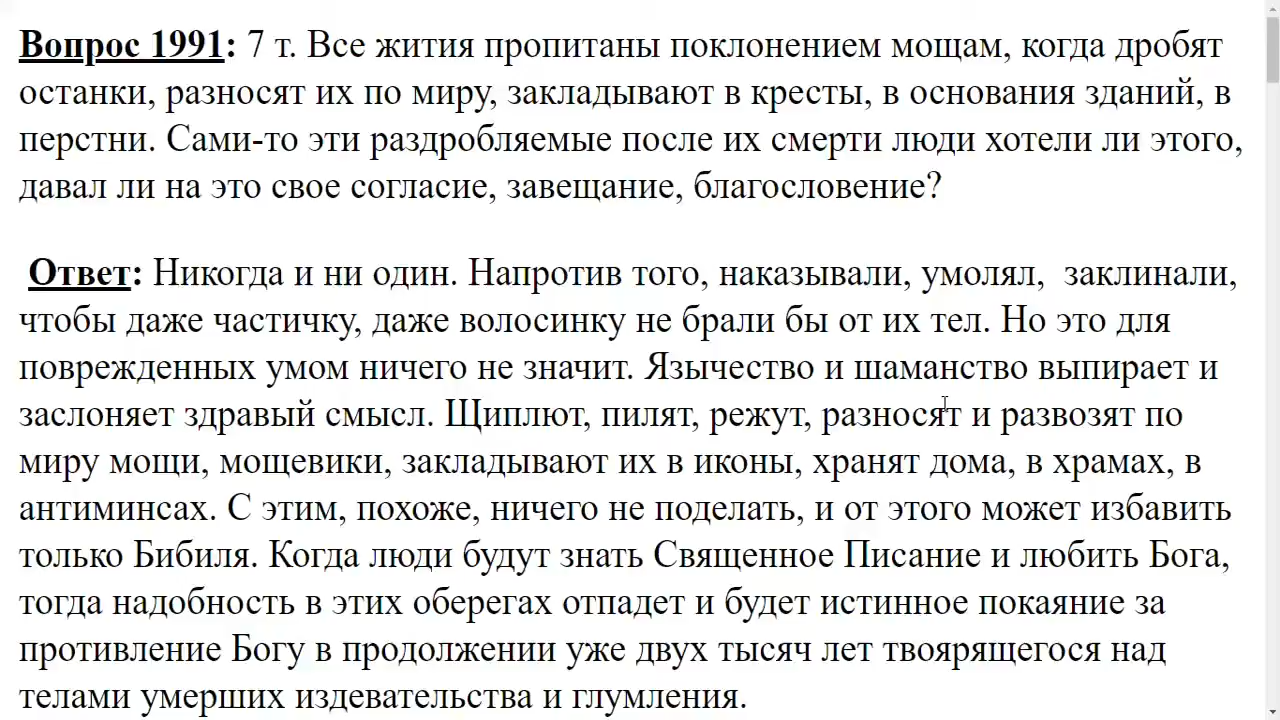 Вопрос 1991: 7 т. Все жития пропитаны поклонением мощам, когда дробят
останки, разносят их по миру, закладывают в кресты, в основания зданий, в
перстни. Сами-то эти раздробляемые после их смерти люди хотели ли этого,
давал ли на это свое согласие, завещание, благословение?
Ответ: Никогда и ни один. Напротив того, наказывали, умолял,  заклинали,
чтобы даже частичку, даже волосинку не брали бы от их тел. Но это для
поврежденных умом ничего не значит. Язычество и шаманство выпирает и
заслоняет здравый смысл. Щиплют, пилят, режут, разносят и развозят по
миру мощи, мощевики, закладывают их в иконы, хранят дома, в храмах, в
антиминсах. С этим, похоже, ничего не поделать, и от этого может избавить
только Бибиля. Когда люди будут знать Священное Писание и любить Бога,
тогда надобность в этих оберегах отпадет и будет истинное покаяние за
противление Богу в продолжении уже двух тысяч лет твоярящегося над
телами умерших издевательства и глумления.